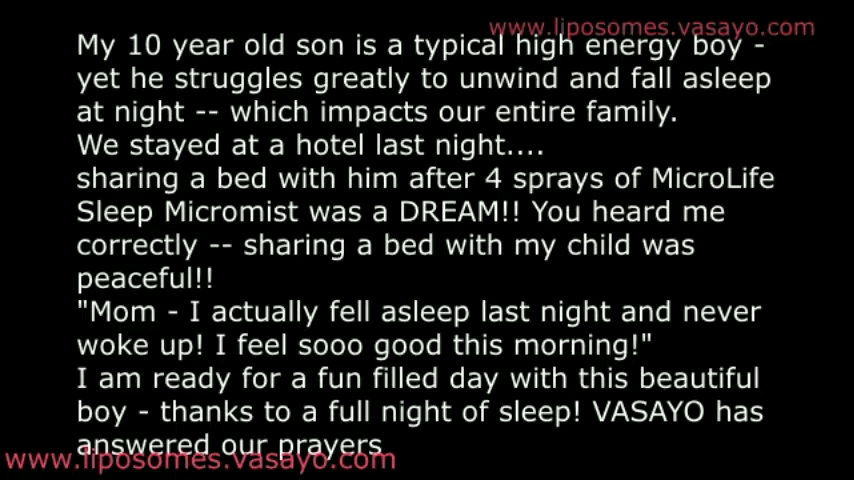 www.liposomes.vasayo.com
My 10 year old son is a typical high energy boy -
yet he struggles greatly to unwind and fall asleep
at night -- which impacts our entire family.
We stayed at a hotel last night....
sharing a bed with him after 4 sprays of MicroLife
Sleep Micromist was a DREAM!! You heard me
correctly -- sharing a bed with my child was
peaceful!!
"Mom - I actually fell asleep last night and never
woke up! I feel sooo good this morning!"
I am ready for a fun filled day with this beautiful
boy - thanks to a full night of sleep! VASAYO has
answered our prayers
www.liposomes.vasayo.com